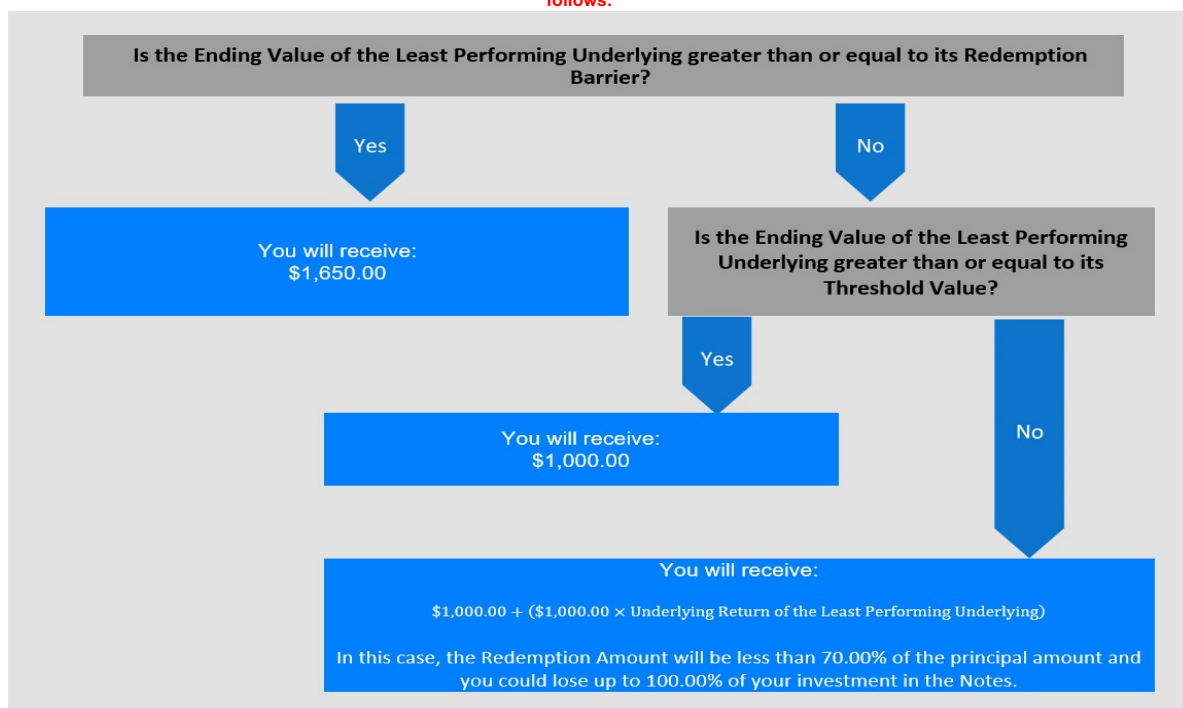 follows:
Is the Ending Value of the Least Performing Underlying greater than or equal to its Redemption
Barrier?
Yes
No
You will receive:
$1,650.00
Is the Ending Value of the Least Performing
Underlying greater than or equal to its
Threshold Value?
Yes
No
You will receive:
$1,000.00
You will receive:
$1,000.00 + ($1,000.00 × Underlying Return of the Least Performing Underlying)
In this case, the Redemption Amount will be less than 70.00% of the principal amount and
you could lose up to 100.00% of your investment in the Notes.